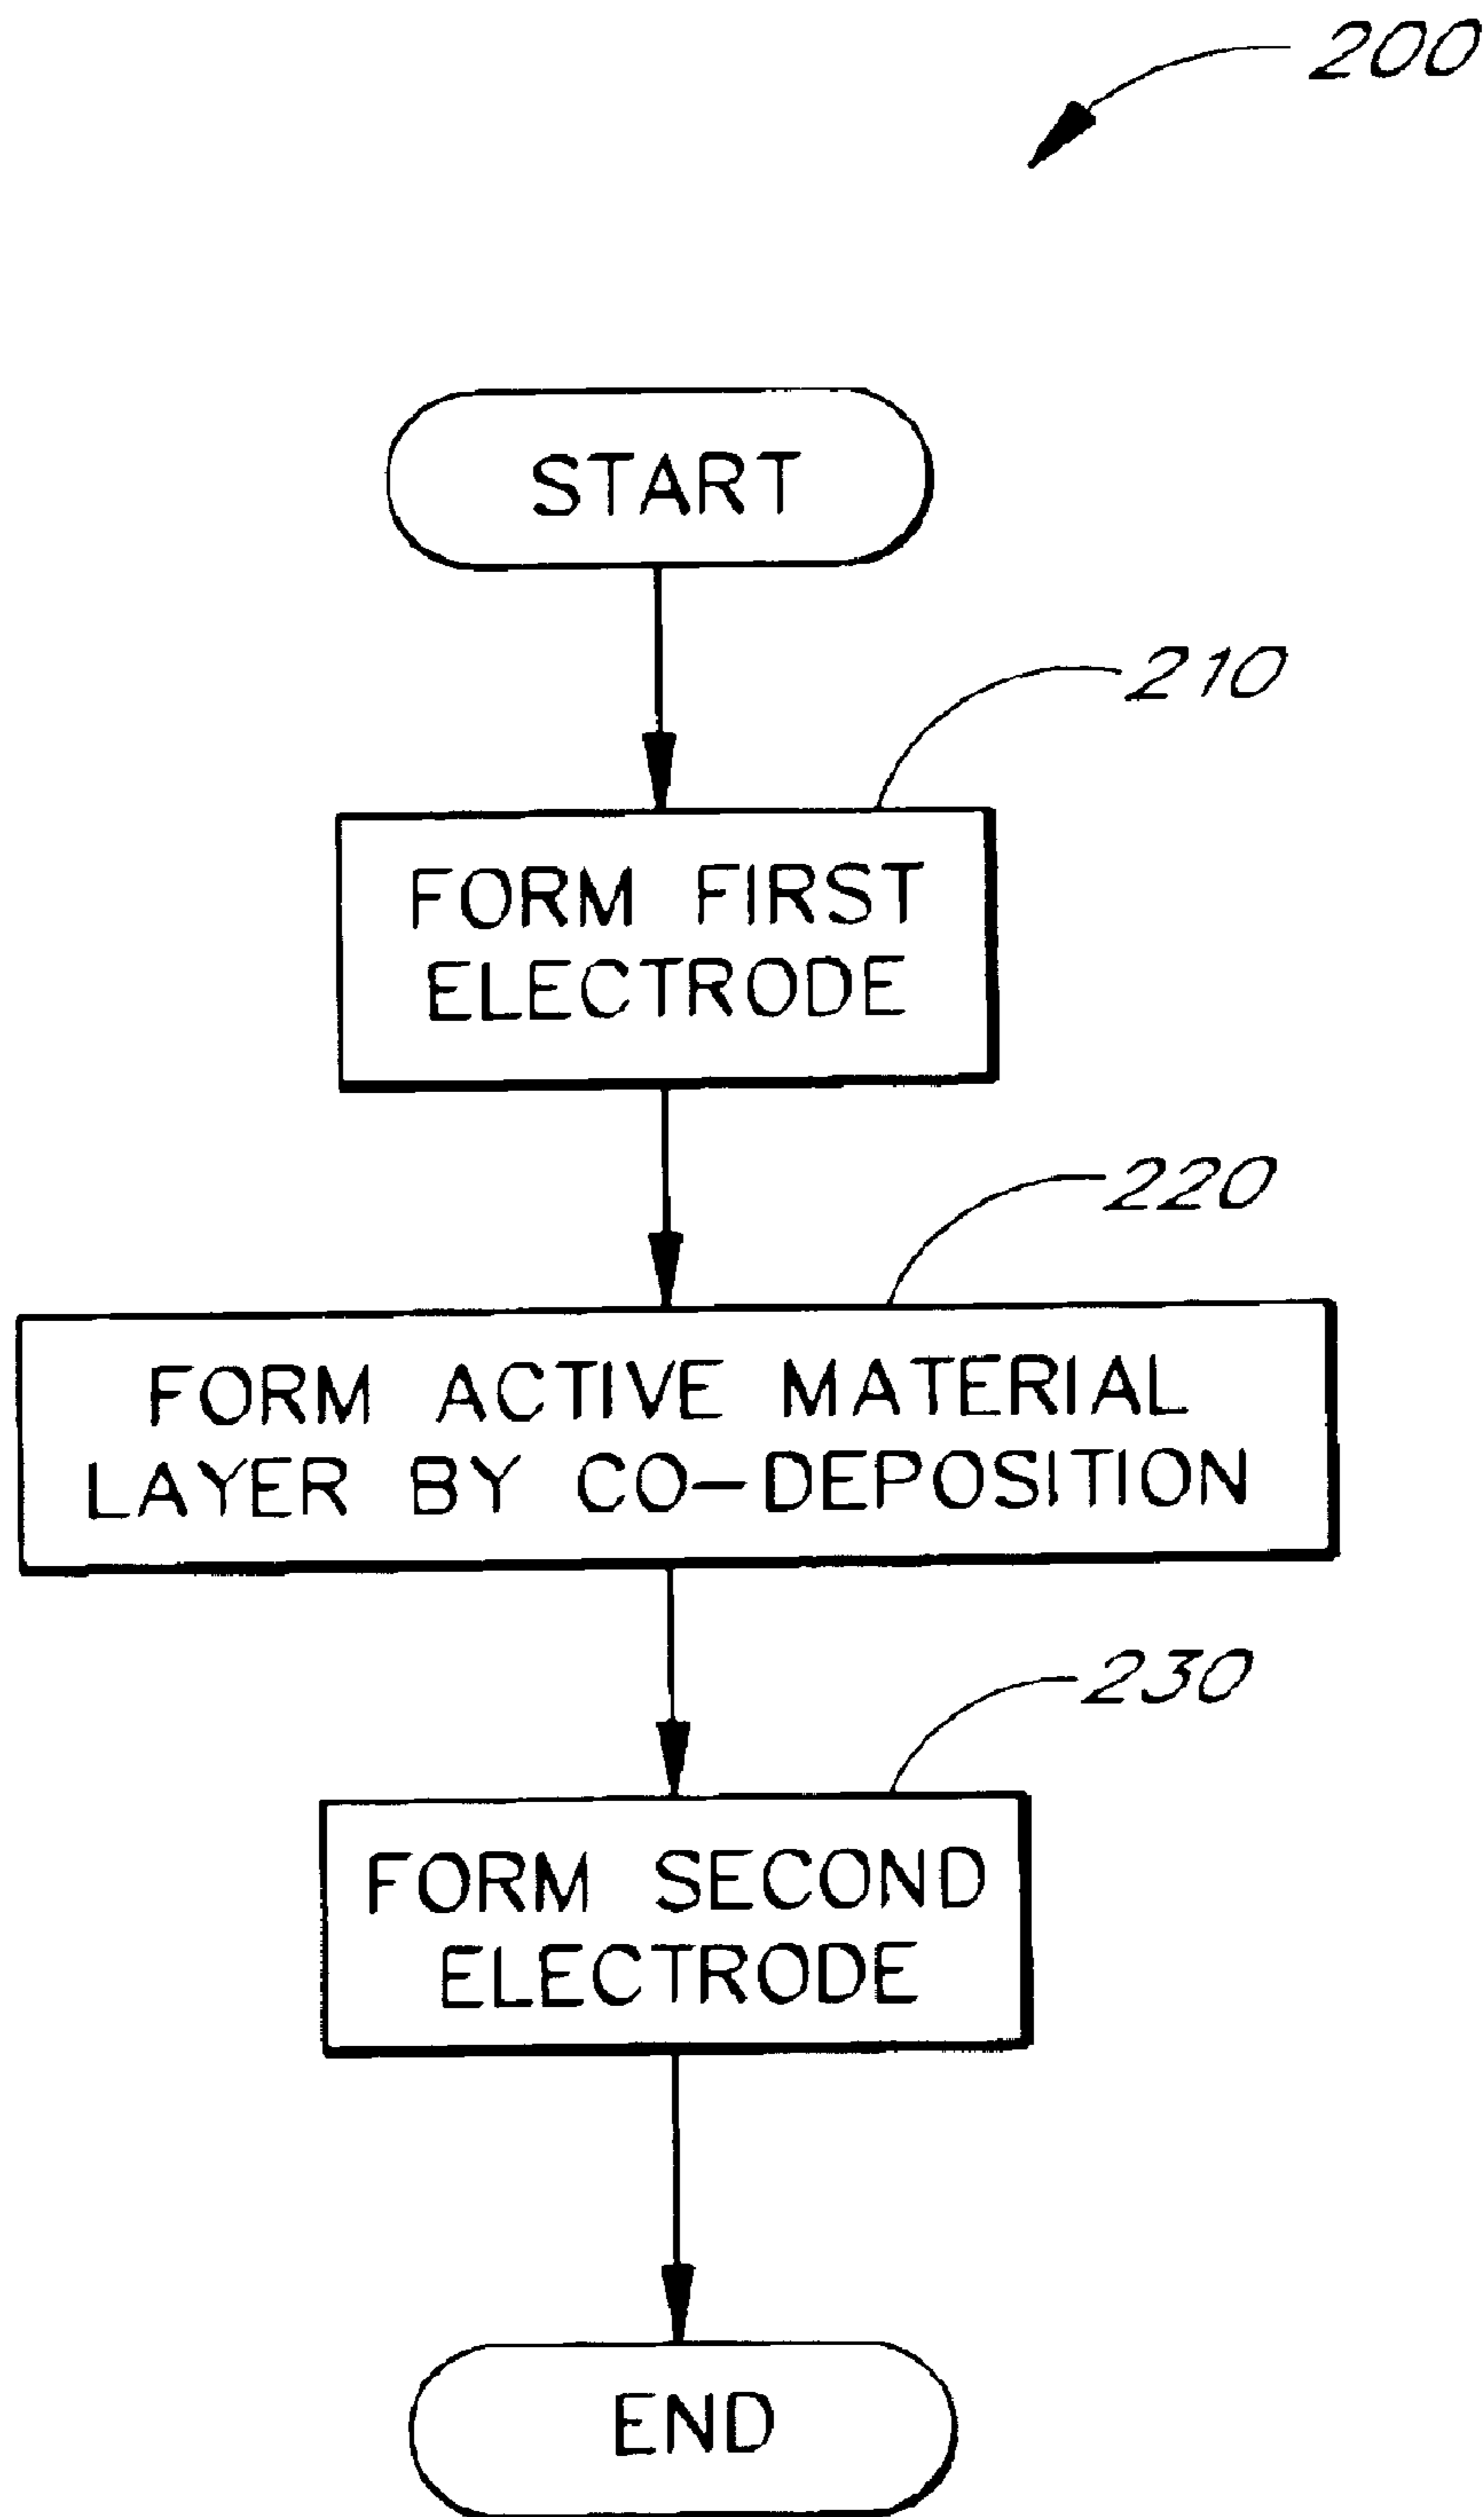 200
START
210
FORM FIRST
ELECTRODE
220
FORM ACTIVE MATERIAL
LAYER BY CO-DEPOSITION
230
FORM SECOND
ELECTRODE
END